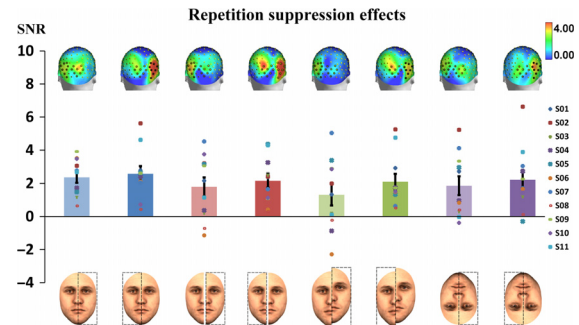 Repetition suppression effects
SNR
4.00
0.00
10
8
6
4
2
0
−2
−4
S01
S02
S03
S04
S05
S06
S07
S08
S09
S10
S11